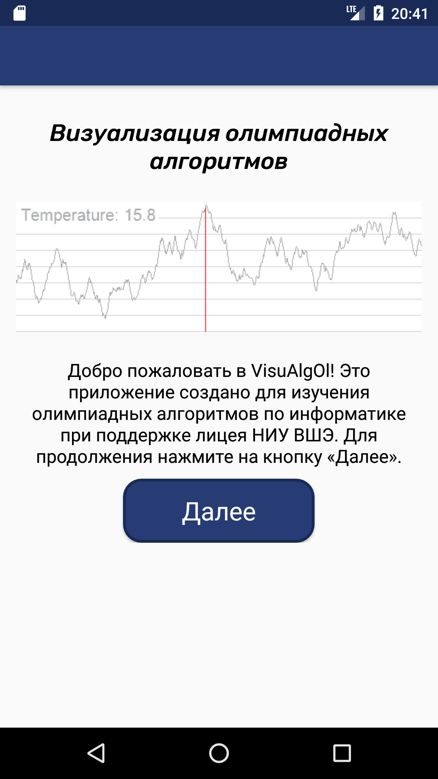 LTE 20:41
Визуализация олимпиадных
алгоритмов
Temperature: 15.8
Добро пожаловать в VisuAlgOl! Это
приложение создано для изучения
олимпиадных алгоритмов по информатике
при поддержке лицея НИУ ВШЭ. Для
продолжения нажмите на кнопку «Далее».
Далее